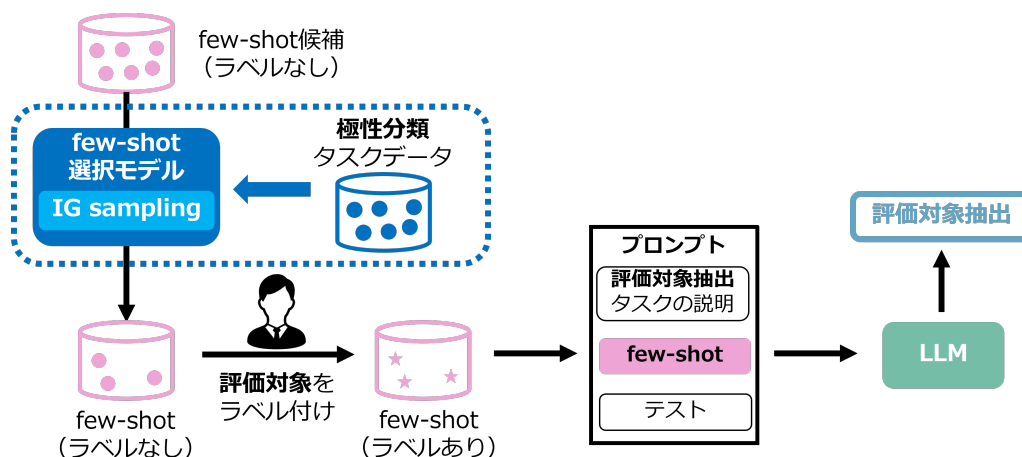 few-shot候補
（ラベルなし）
few-shot
選択モデル
IG sampling
極性分類
タスクデータ
few-shot
（ラベルなし）
評価対象を
ラベル付け
few-shot
（ラベルあり）
プロンプト
評価対象抽出
タスクの説明
few-shot
テスト
評価対象抽出
LLM